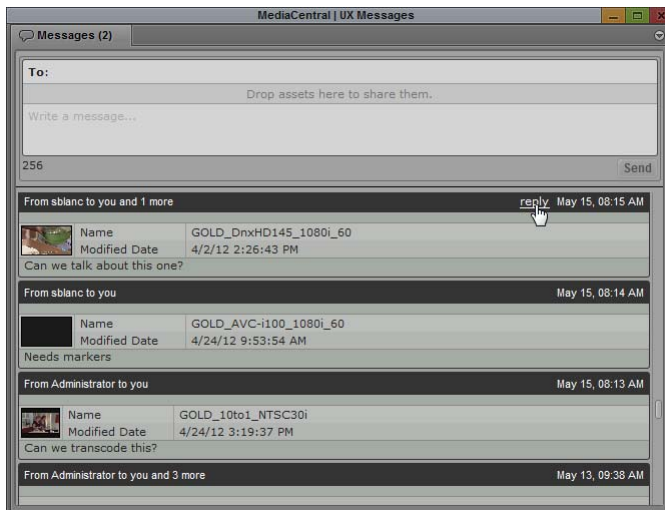 MediaCentral | UX Messages
Messages (2)
To:
Drop assets here to share them.
Write a message...
256
Send
From sblanc to you and 1 more reply May 15, 08:15 AM
Name GOLD_DnxHD145_1080i_60
Modified Date 4/2/12 2:26:43 PM
Can we talk about this one?
From sblanc to you May 15, 08:14 AM
Name GOLD_AVC-i100_1080i_60
Modified Date 4/24/12 9:53:54 AM
Needs markers
From Administrator to you May 15, 08:13 AM
Name GOLD_10to1_NTSC30i
Modified Date 4/24/12 3:19:37 PM
Can we transcode this?
From Administrator to you and 3 more May 13, 09:38 AM